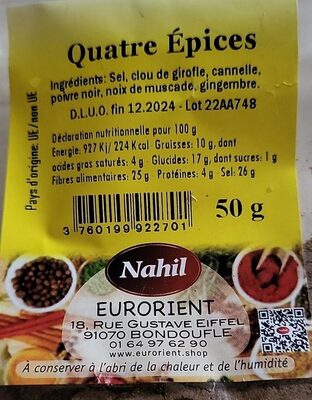 Quatre Épices
Ingrédients: Sel, clou de girofle, cannelle,
poivre noir, noix de muscade, gingembre.
D.L.U.O. fin 12.2024 - Lot 22AA748
Déclaration nutritionnelle pour 100 g
Energie: 927 Kj/ 224 Kcal Graisses: 10 g, dont
acides gras saturés: 4 g - Glucides: 17 g, dont sucres: 1 g
Fibres alimentaires: 25 g Protéines: 4 g Sel: 26 g
Pays d'origine: UE/non UE
3 760199 922701
50 g
Nahil
EURORIENT
18, RUE GUSTAVE EIFFEL
91070 BONDOUFLE
01 64 97 62 90
www.eurorient.shop
À conserver à l'abri de la chaleur et de l'humidité